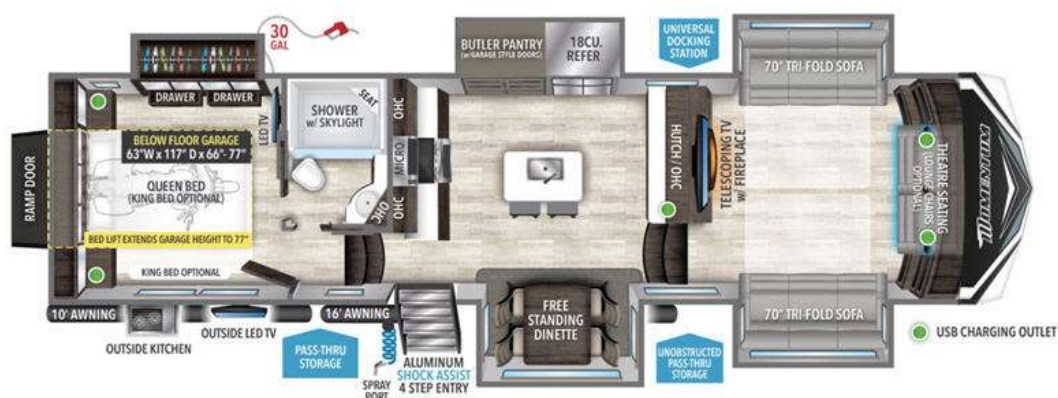 30
GAL
BUTLER PANTRY
(w/ GARAGE STYLE DOORS)
18CU.
REFER
UNIVERSAL
DOCKING
STATION
70" TRI-FOLD SOFA
DRAWER
DRAWER
LED TV
SHOWER
w/ SKYLIGHT
SEAT
OHC
MICRO
OHC
OHC
HUTCH / OHC
TELESCOPING TV
w/ FIREPLACE
THEATRE SEATING
(LOUNGE CHAIRS
OPTIONAL)
MOMENTUM
RAMP DOOR
BELOW FLOOR GARAGE
63"W x 117" D x 66"- 77"
QUEEN BED
(KING BED OPTIONAL)
BED LIFT EXTENDS GARAGE HEIGHT TO 77"
KING BED OPTIONAL
10' AWNING
OUTSIDE KITCHEN
OUTSIDE LED TV
16' AWNING
PASS-THRU
STORAGE
SPRAY
PORT
ALUMINUM
SHOCK ASSIST
4 STEP ENTRY
FREE
STANDING
DINETTE
UNOBSTRUCTED
PASS-THRU
STORAGE
70" TRI-FOLD SOFA
USB CHARGING OUTLET